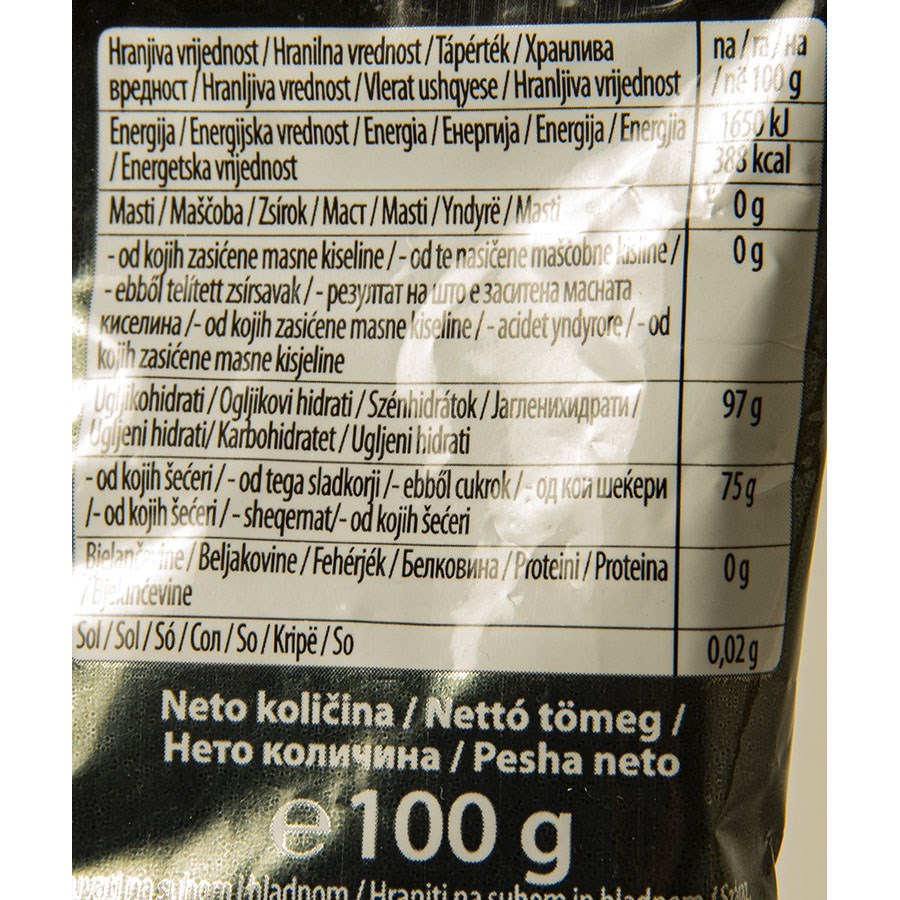 Hranjiva vrijednost / Hranilna vrednost / Tápérték / Хранлива
вредност / Hranljiva vrednost / Vlerat ushqyese / Hranljiva vrijednost
na / ra / на
/ në 100 g
Energija / Energijska vrednost / Energia / Енергија / Energija / Energjia
/ Energetska vrijednost
1650 kJ
388 kcal
Masti / Maščoba / Zsírok / Маст / Masti / Yndyrë / Masti
0 g
- od kojih zasićene masne kiseline / - od te nasičene maščobne kisline /
- ebből telített zsírsavak / - резултат на што е заситена масната
киселина / - od kojih zasićene masne kiseline / - acidet yndyrore / - od
kojih zasićene masne kisjeline
0 g
Ugljikohidrati / Ogljikovi hidrati / Szénhidrátok / Јагленихидрати /
Ugljeni hidrati/ Karbohidratet / Ugljeni hidrati
97 g
- od kojih šećeri / - od tega sladkorji /- ebből cukrok / - од кои шеќери
/- od kojih šećeri / - sheqernat/- od kojih šećeri
75 g
/ Beljakovine / Fehérjék / Белковина / Proteini / Proteina
/ Bjelančevine
0 g
Sol / Sol / Só / Сол / So / Kripë / So
0,02 g
Neto količina / Nettó tömeg /
Нето количина / Pesha neto
e 100 g
hladnom / Hraniti na suhem in